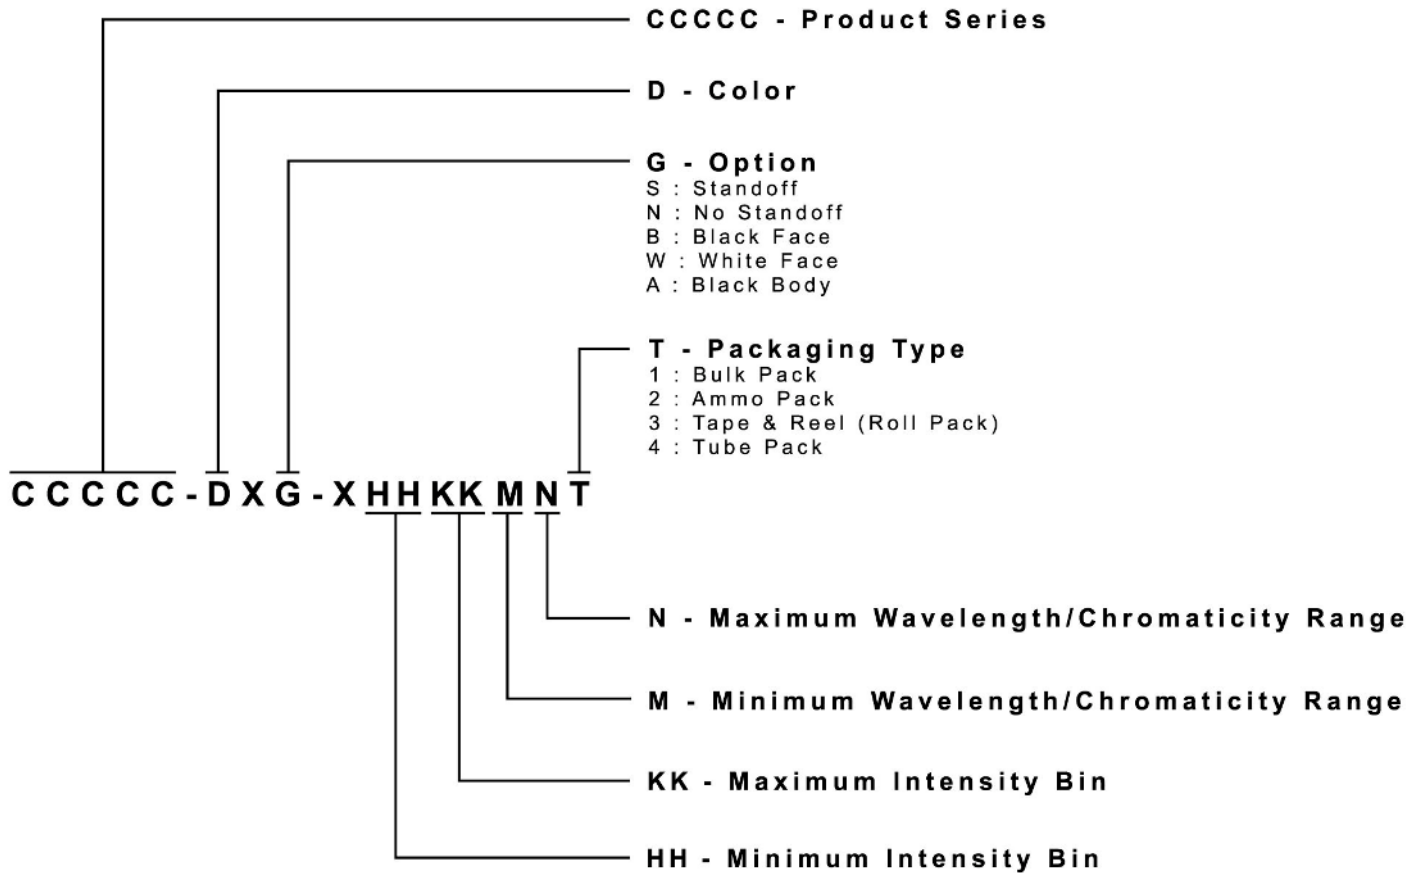 CCCCC - Product Series
D - Color
G - Option
S : Standoff
N : No Standoff
B : Black Face
W : White Face
A : Black Body
T - Packaging Type
1 : Bulk Pack
2 : Ammo Pack
3 : Tape & Reel (Roll Pack)
4 : Tube Pack
CCCCC-DXG-XHHKKMNT
N - Maximum Wavelength/Chromaticity Range
M - Minimum Wavelength/Chromaticity Range
KK - Maximum Intensity Bin
HH - Minimum Intensity Bin